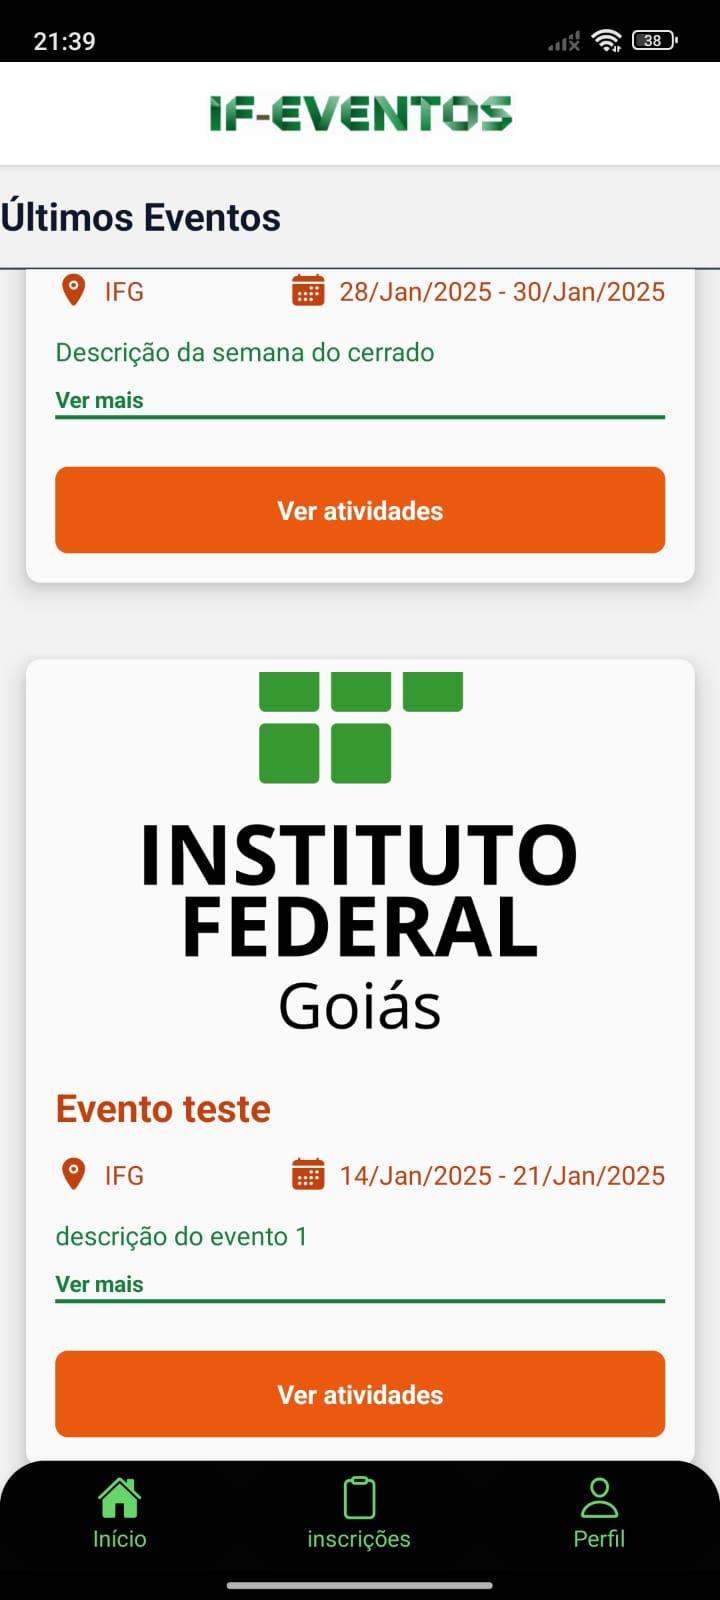 21:39
38
IF-EVENTOS
Últimos Eventos
IFG
28/Jan/2025 - 30/Jan/2025
Descrição da semana do cerrado
Ver mais
Ver atividades
INSTITUTO
FEDERAL
Goiás
Evento teste
IFG
14/Jan/2025 - 21/Jan/2025
descrição do evento 1
Ver mais
Ver atividades
Início
inscrições
Perfil